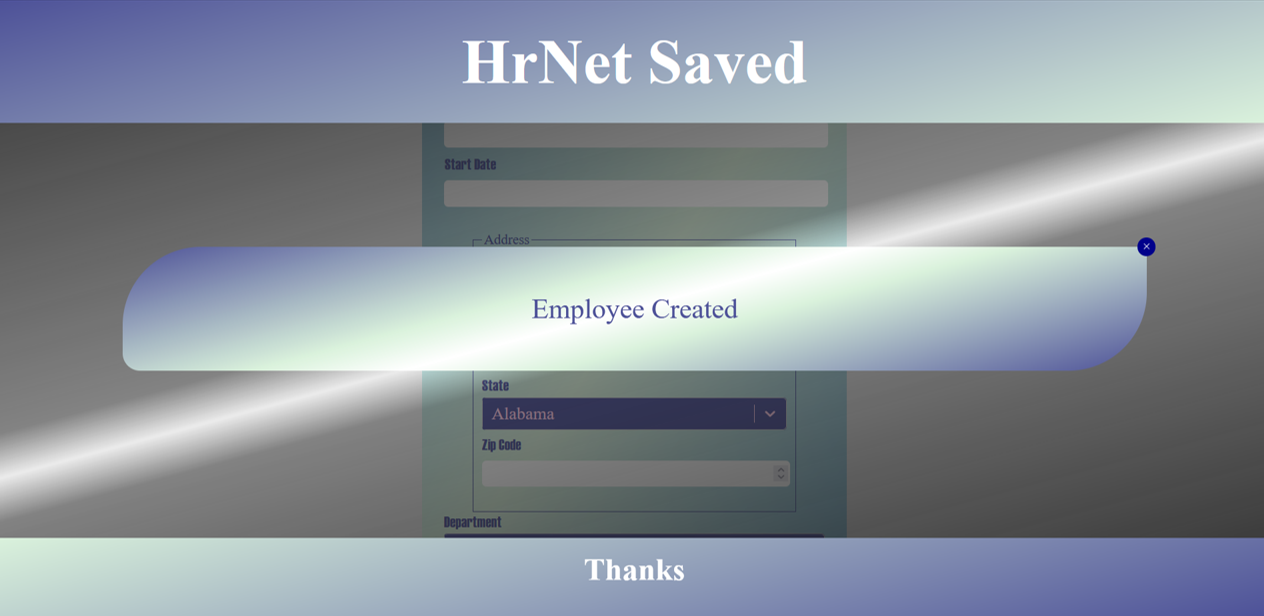 HrNet Saved
Start Date
Address
Employee Created
State
Alabama
Zip Code
Department
Thanks